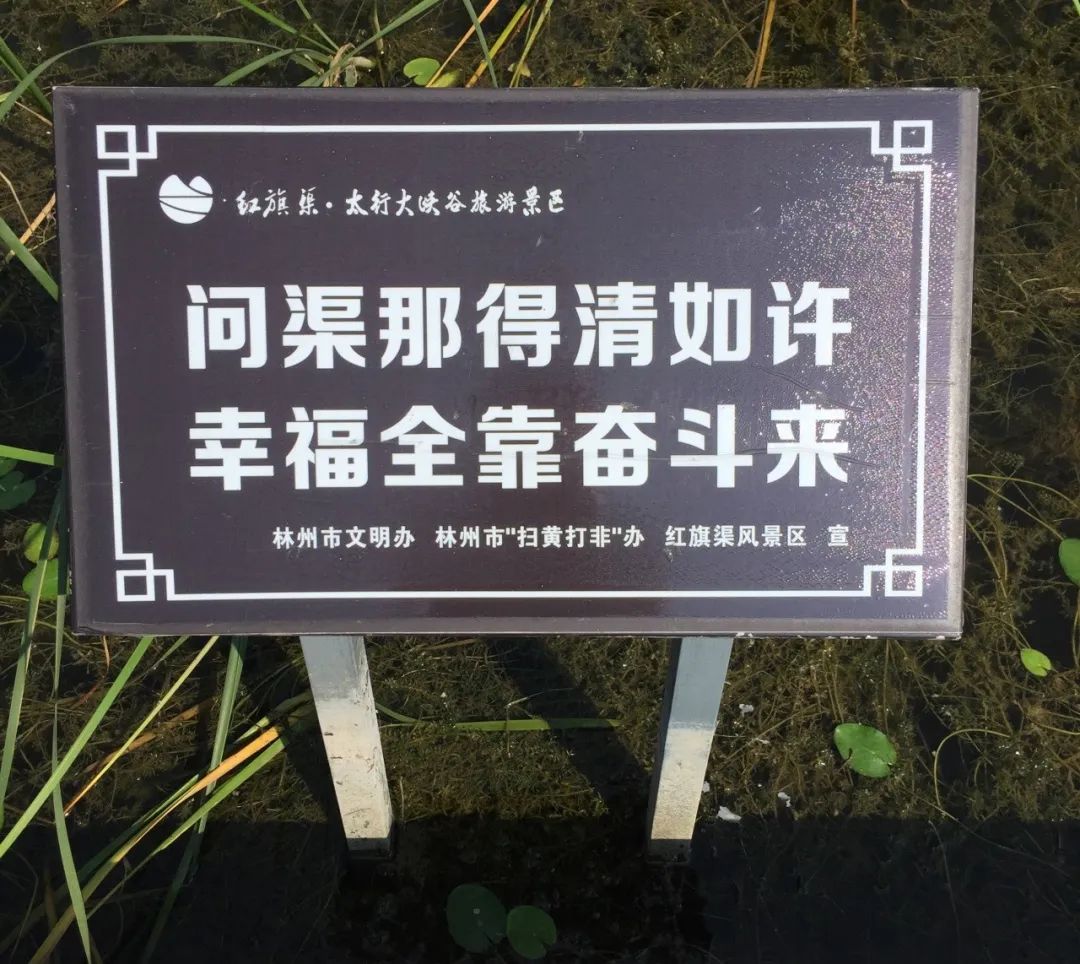 ·红旗渠·太行大峡谷旅游景区
问渠那得清如许
幸福全靠奋斗来
林州市文明办 林州市"扫黄打非"办 红旗渠风景区 宣